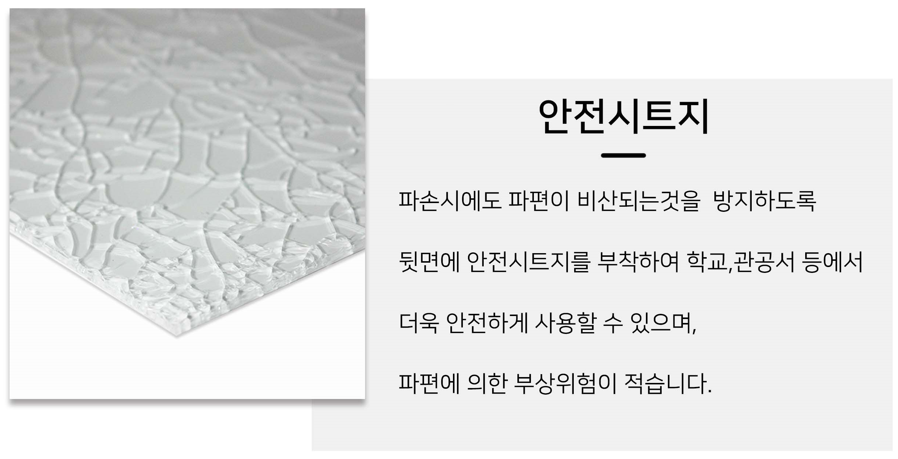 안전시트지
파손시에도 파편이 비산되는것을 방지하도록
뒷면에 안전시트지를 부착하여 학교,관공서 등에서
더욱 안전하게 사용할 수 있으며,
파편에 의한 부상위험이 적습니다.